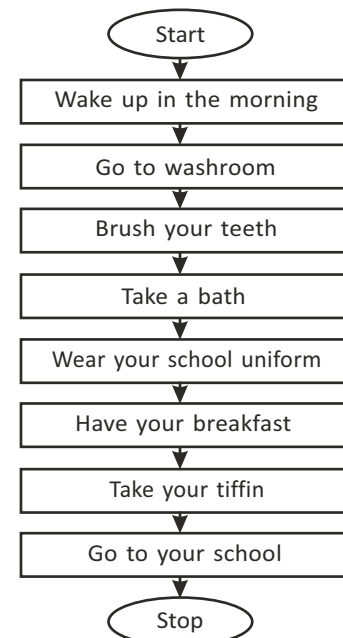 Start
Wake up in the morning
Go to washroom
Brush your teeth
Take a bath
Wear your school uniform
Have your breakfast
Take your tiffin
Go to your school
Stop